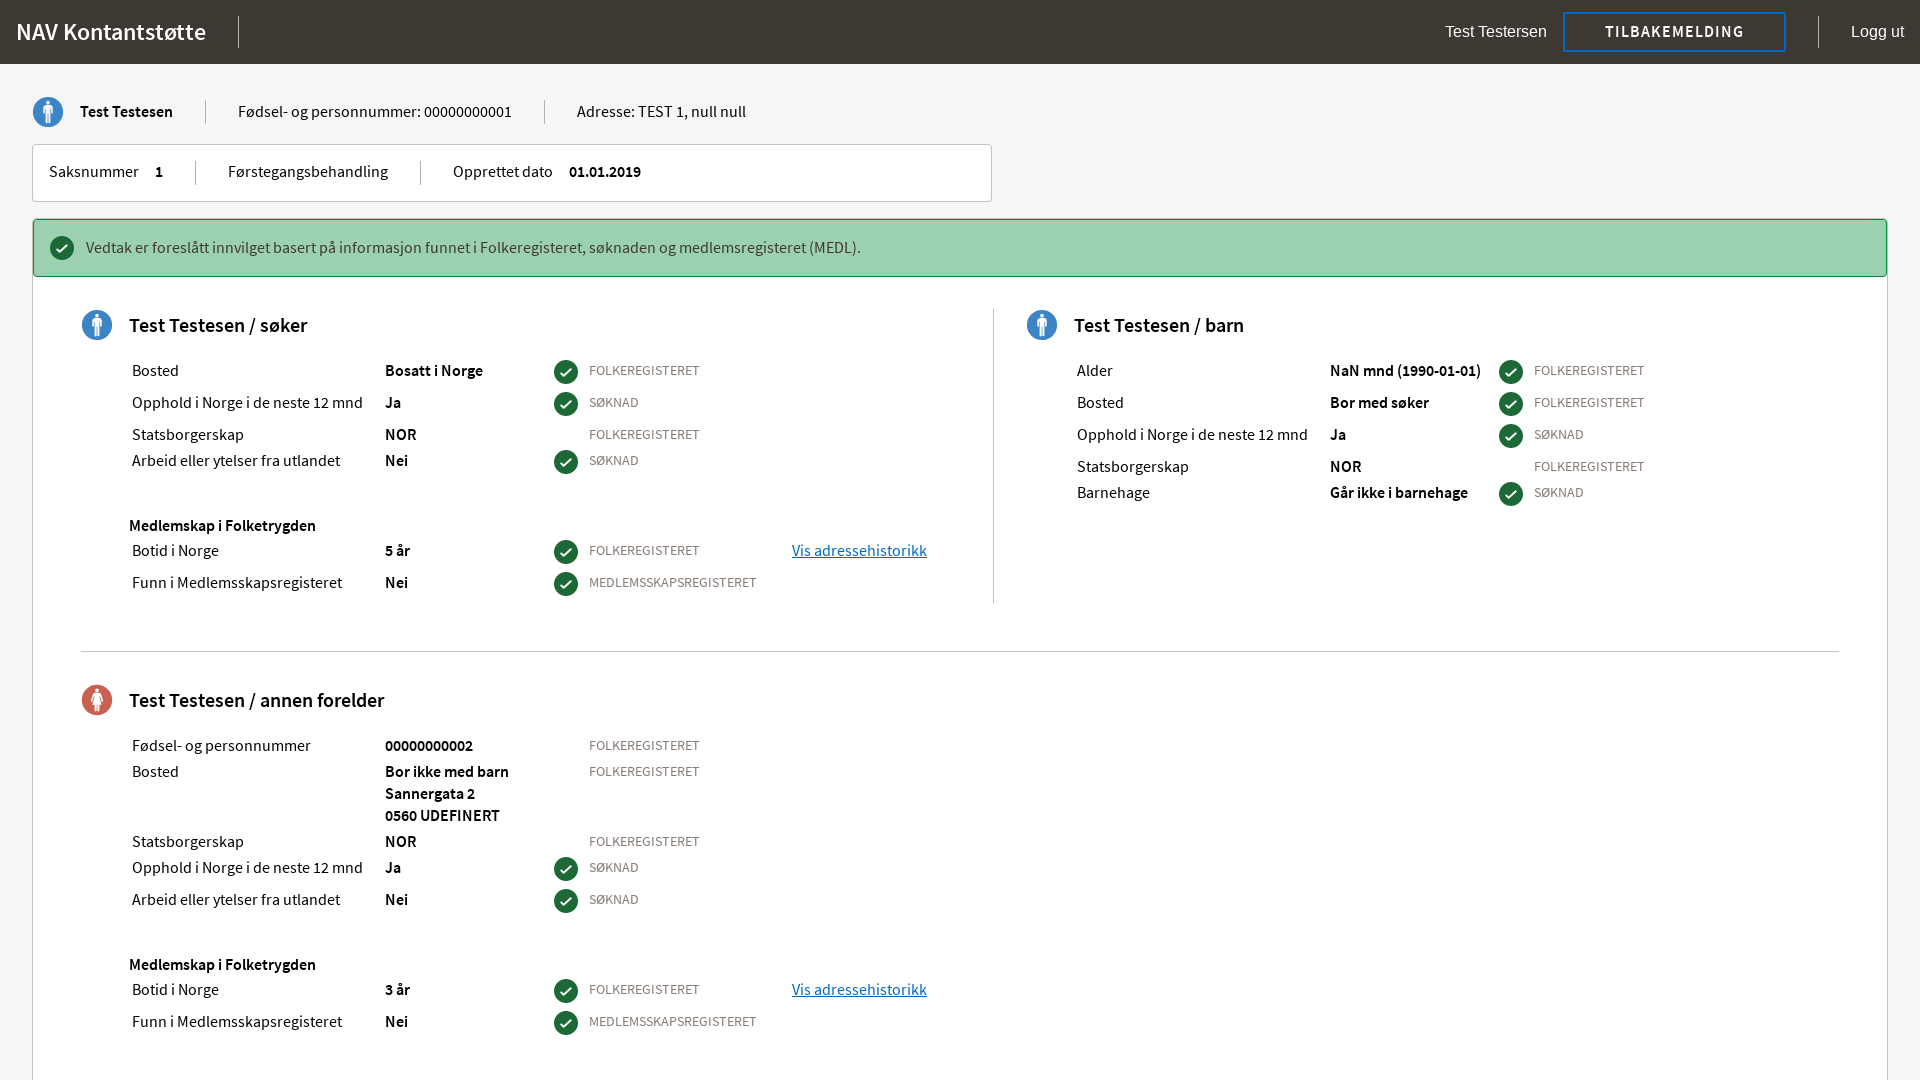 NAV Kontantstøtte
Test Testersen
TILBAKEMELDING
Logg ut
Test Testesen
Fødsel- og personnummer: 00000000001
Adresse: TEST 1, null null
Saksnummer 1
Førstegangsbehandling
Opprettet dato 01.01.2019
Vedtak er foreslått innvilget basert på informasjon funnet i Folkeregisteret, søknaden og medlemsregisteret (MEDL).
Test Testesen / søker
Bosted Bosatt i Norge FOLKEREGISTERET
Opphold i Norge i de neste 12 mnd Ja SØKNAD
Statsborgerskap NOR FOLKEREGISTERET
Arbeid eller ytelser fra utlandet Nei SØKNAD
Medlemskap i Folketrygden
Botid i Norge 5 år FOLKEREGISTERET Vis adressehistorikk
Funn i Medlemsskapsregisteret Nei MEDLEMSSKAPSREGISTERET
Test Testesen / barn
Alder NaN mnd (1990-01-01) FOLKEREGISTERET
Bosted Bor med søker FOLKEREGISTERET
Opphold i Norge i de neste 12 mnd Ja SØKNAD
Statsborgerskap NOR FOLKEREGISTERET
Barnehage Går ikke i barnehage SØKNAD
Test Testesen / annen forelder
Fødsel- og personnummer 00000000002 FOLKEREGISTERET
Bosted Bor ikke med barn FOLKEREGISTERET
Sannergata 2
0560 UDEFINERT
Statsborgerskap NOR FOLKEREGISTERET
Opphold i Norge i de neste 12 mnd Ja SØKNAD
Arbeid eller ytelser fra utlandet Nei SØKNAD
Medlemskap i Folketrygden
Botid i Norge 3 år FOLKEREGISTERET Vis adressehistorikk
Funn i Medlemsskapsregisteret Nei MEDLEMSSKAPSREGISTERET